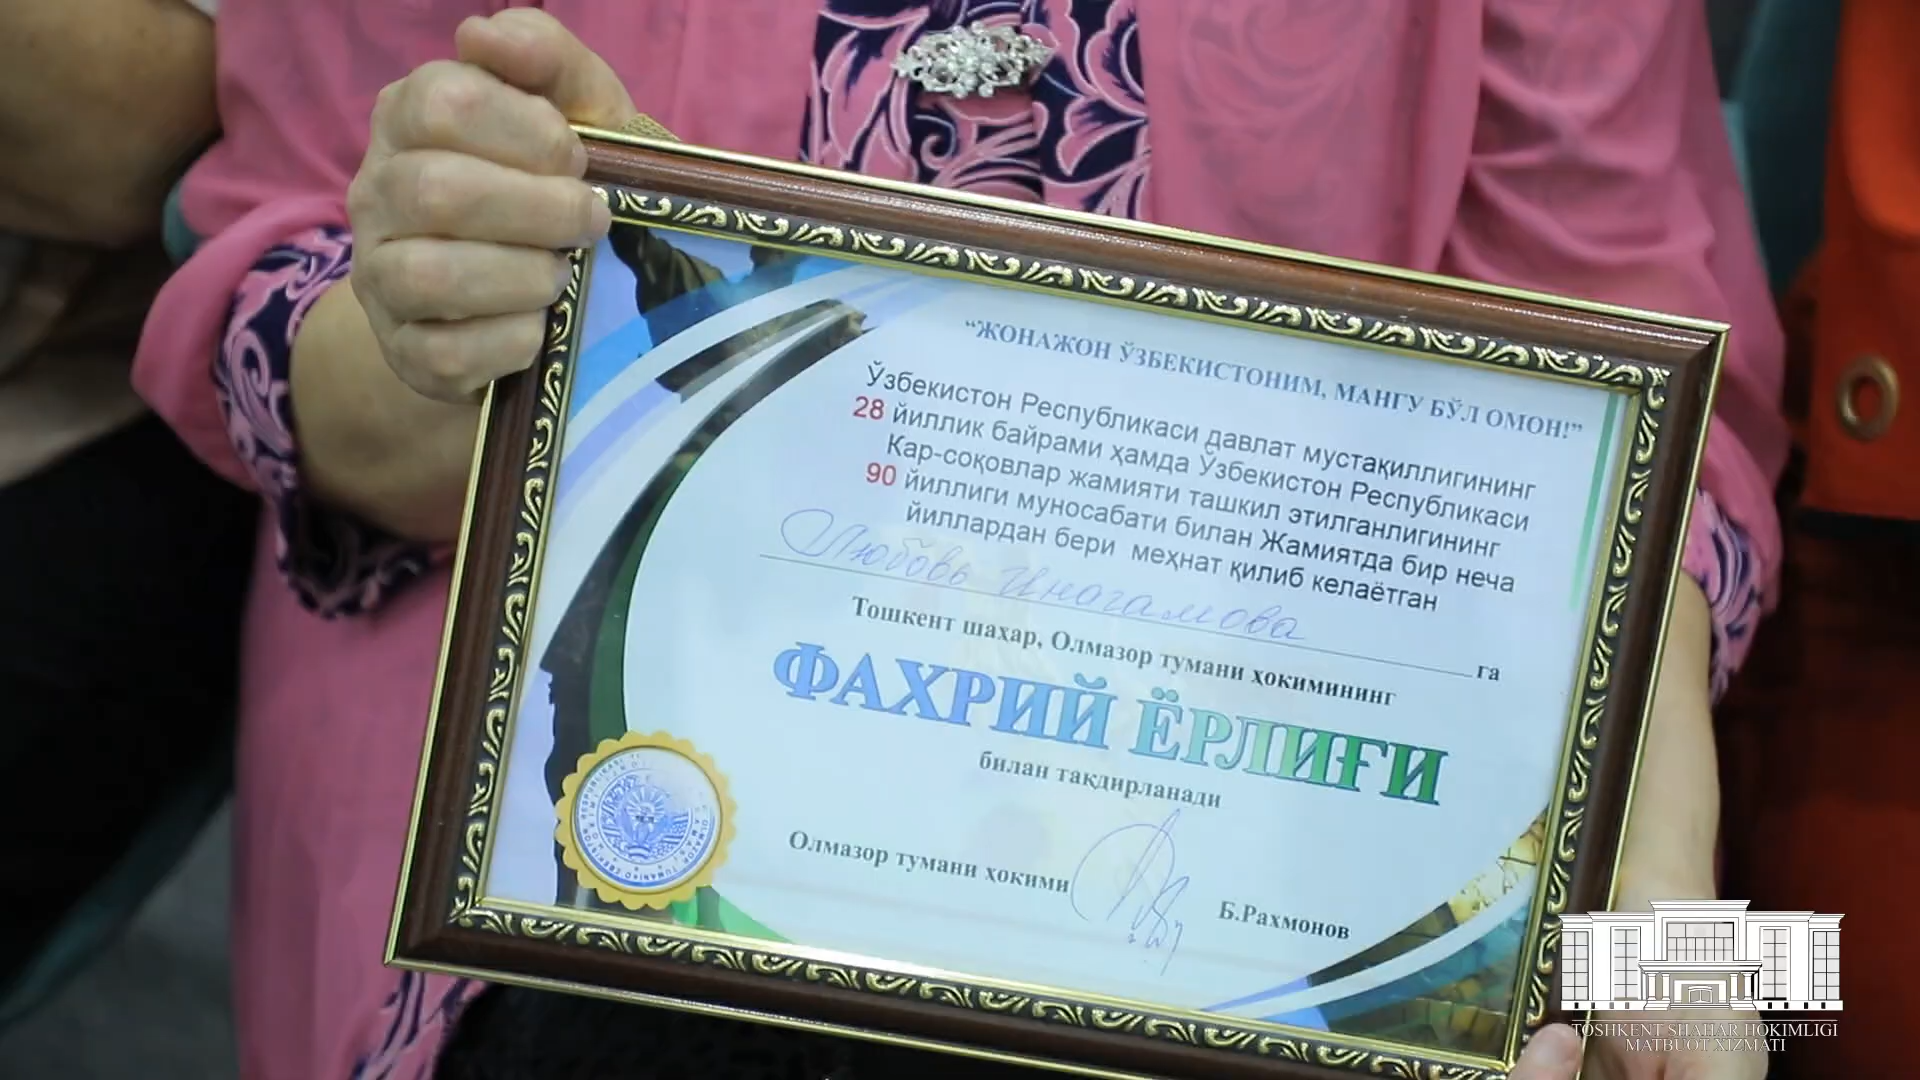 “ЖОНАЖОН ЎЗБЕКИСТОНИМ, МАНГУ БЎЛ ОМОН!”
Ўзбекистон Республикаси давлат мустақиллигининг
28 йиллик байрами ҳамда Ўзбекистон Республикаси
Кар-соқовлар жамияти ташкил этилганлигининг
90 йиллиги муносабати билан Жамиятда бир неча
йиллардан бери меҳнат қилиб келаётган
Любовь Инагамова га
Тошкент шаҳар, Олмазор тумани ҳокимининг
ФАХРИЙ ЁРЛИҒИ
билан тақдирланади
Олмазор тумани ҳокими
Б.Рахмонов
TOSHKENT SHAHAR HOKIMLIGI
MATBUOT XIZMATI